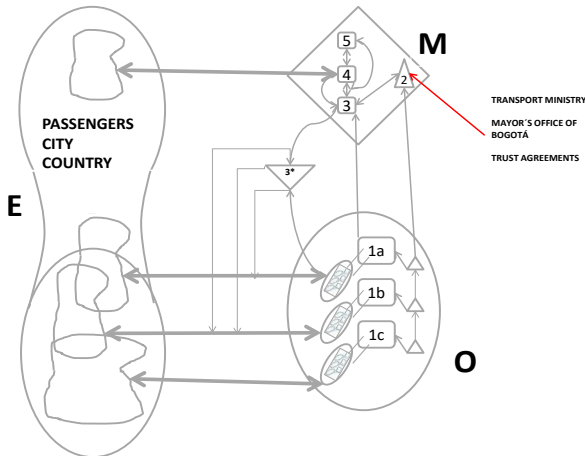 5
M
4
2
3
TRANSPORT MINISTRY
MAYOR´S OFFICE OF
BOGOTÁ
TRUST AGREEMENTS
PASSENGERS
CITY
COUNTRY
3*
E
1a
1b
1c
O